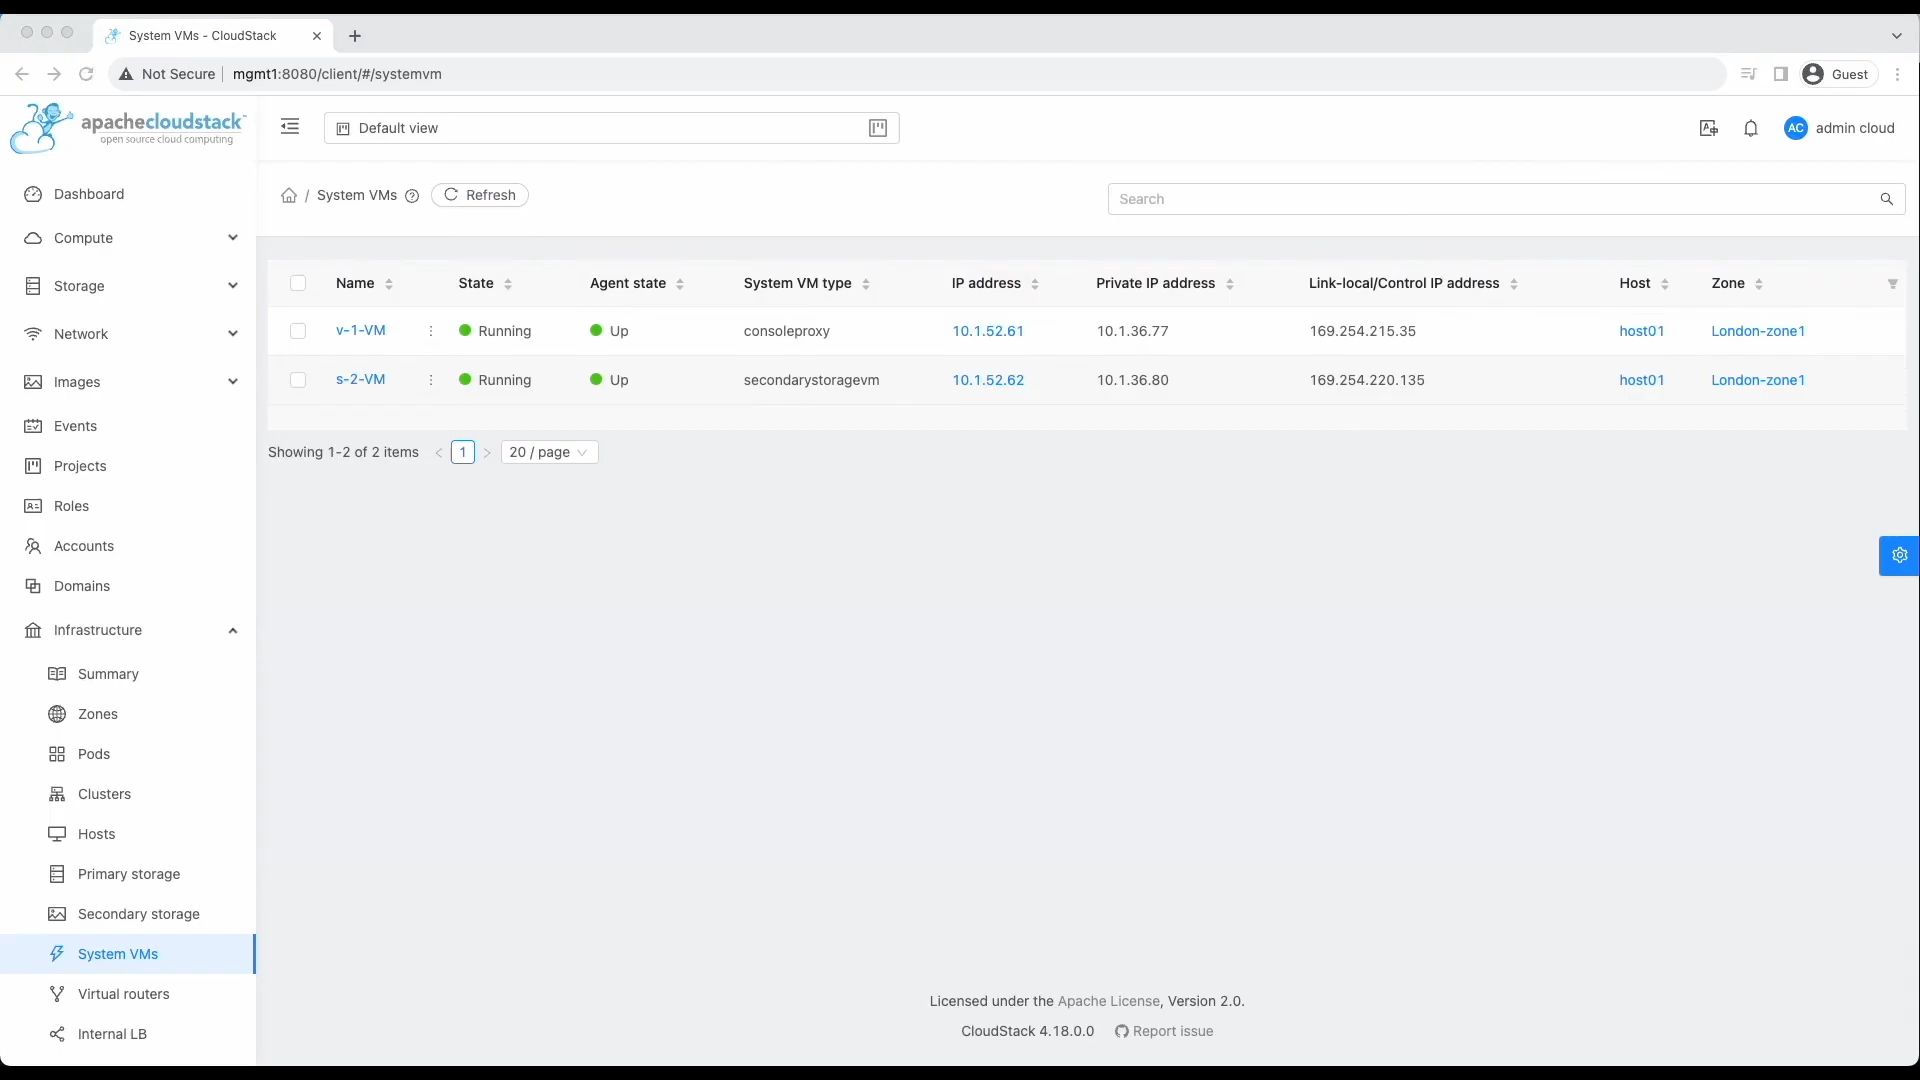 System VMs - CloudStack
Not Secure mgmt1:8080/client/#/systemvm Guest
apachecloudstack™
open source cloud computing
Default view
AC admin cloud
/ System VMs Refresh
Search
Dashboard
Compute
Storage
Network
Images
Events
Projects
Roles
Accounts
Domains
Infrastructure
Summary
Zones
Pods
Clusters
Hosts
Primary storage
Secondary storage
System VMs
Virtual routers
Internal LB
Name State Agent state System VM type IP address Private IP address Link-local/Control IP address Host Zone
v-1-VM Running Up consoleproxy 10.1.52.61 10.1.36.77 169.254.215.35 host01 London-zone1
s-2-VM Running Up secondarystoragevm 10.1.52.62 10.1.36.80 169.254.220.135 host01 London-zone1
Showing 1-2 of 2 items < 1 > 20 / page
Licensed under the Apache License, Version 2.0.
CloudStack 4.18.0.0 Report issue